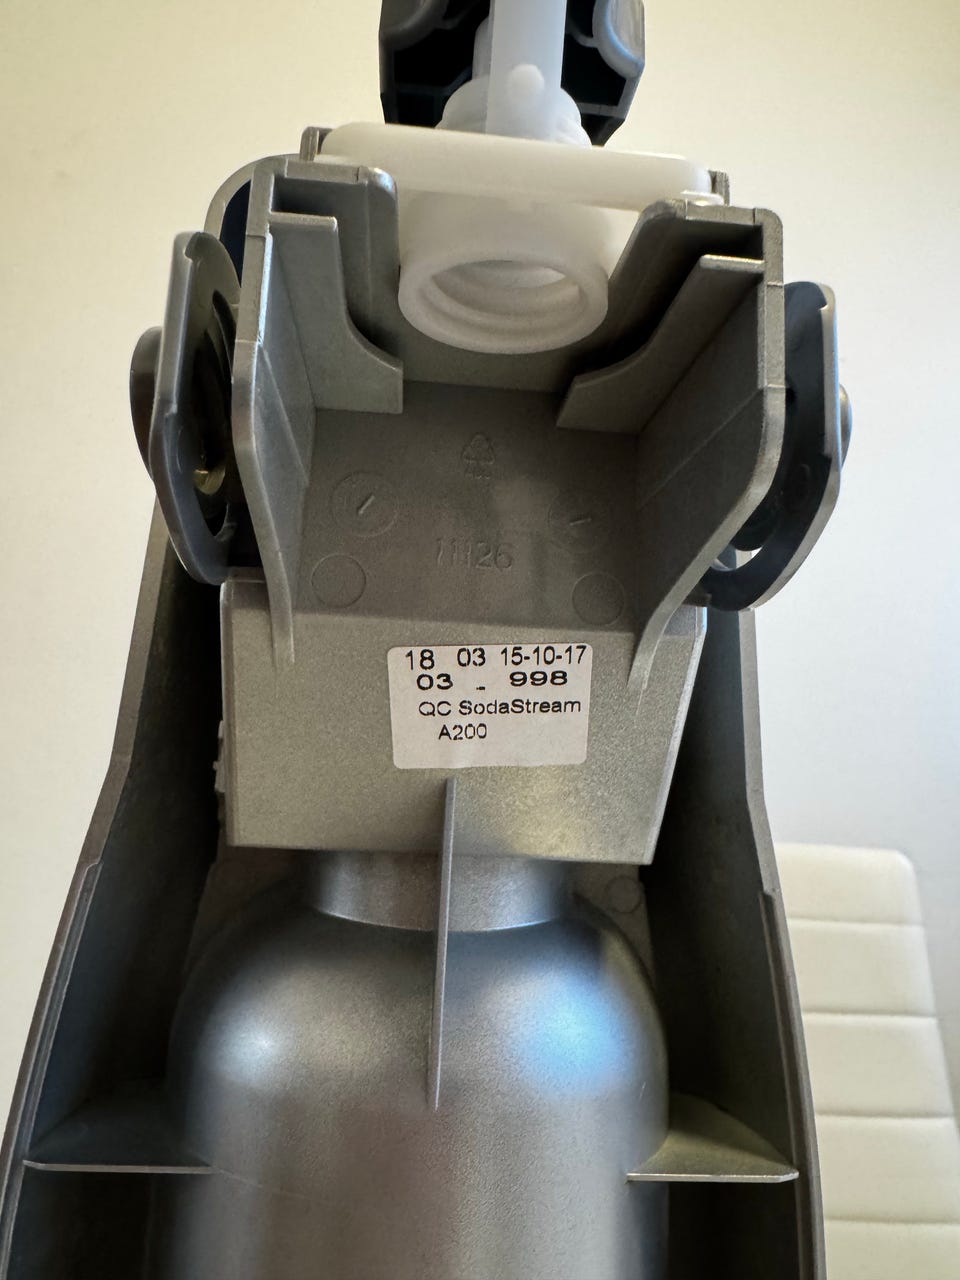 11126
18 03 15-10-17
03 - 998
QC SodaStream
A200